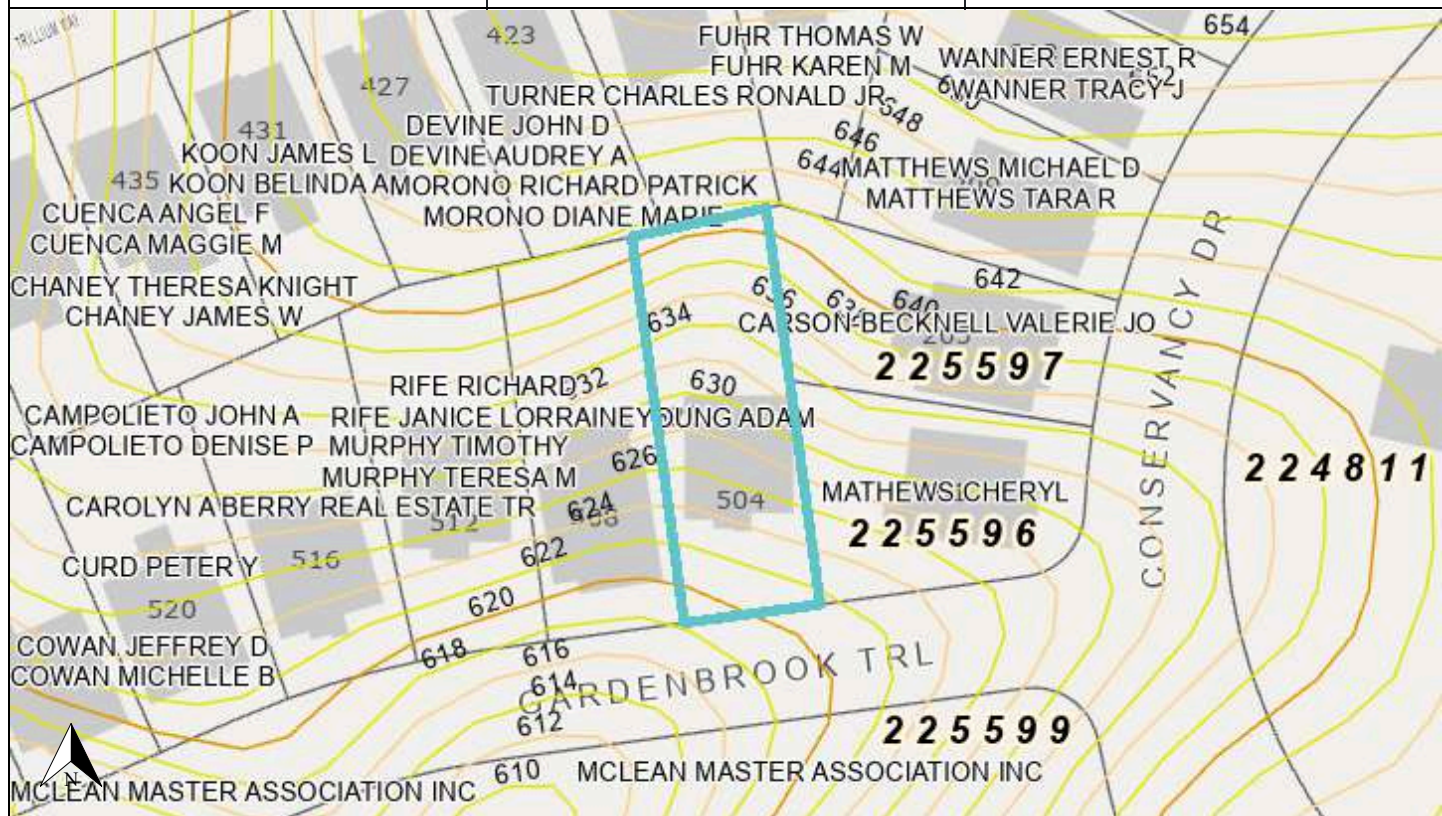 TRILLIUM WAY
423
FUHR THOMAS W
654
FUHR KAREN M
WANNER ERNEST R
427
TURNER CHARLES RONALD JR
WANNER TRACY J
431
DEVINE JOHN D
648
646
KOON JAMES L
DEVINE AUDREY A
644
MATTHEWS MICHAEL D
435
KOON BELINDA A
MORONO RICHARD PATRICK
MATTHEWS TARA R
CUENCA ANGEL F
MORONO DIANE MARIE
CUENCA MAGGIE M
CONSERVANCY DR
CHANEY THERESA KNIGHT
642
636
640
CHANEY JAMES W
634
CARSON-BECKNELL VALERIE JO
225597
RIFE RICHARD
632
630
CAMPOLIETO JOHN A
RIFE JANICE LORRAINE
YOUNG ADAM
CAMPOLIETO DENISE P
MURPHY TIMOTHY
626
224811
MURPHY TERESA M
MATHEWS CHERYL
CAROLYN A BERRY REAL ESTATE TR
624
504
512
225596
622
CURD PETER Y
516
520
620
COWAN JEFFREY D
618
616
COWAN MICHELLE B
614
GARDENBROOK TRL
612
225599
610
MCLEAN MASTER ASSOCIATION INC
N
MCLEAN MASTER ASSOCIATION INC